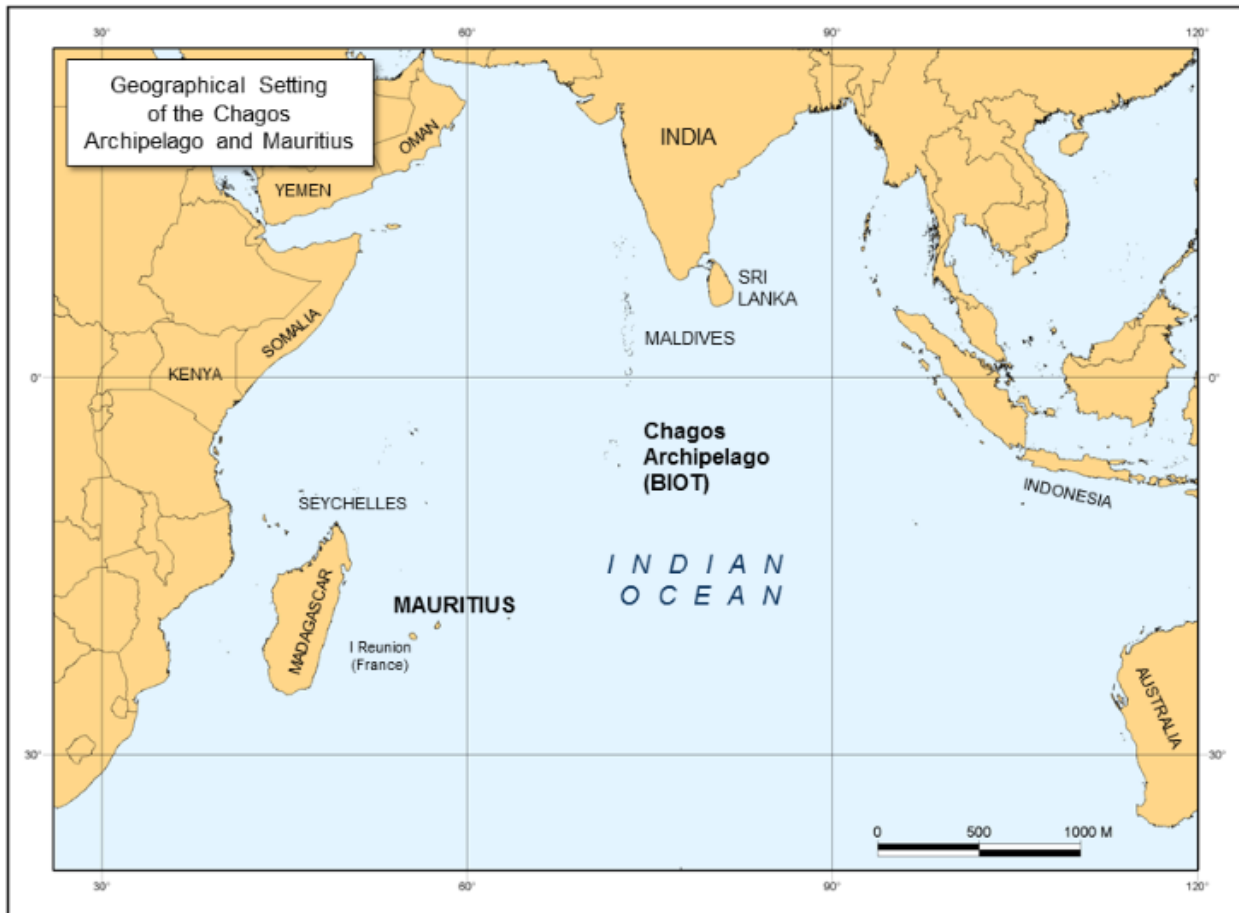 30°
60°
90°
120°
Geographical Setting
of the Chagos
Archipelago and Mauritius
OMAN
YEMEN
INDIA
SRI
LANKA
MALDIVES
SOMALIA
KENYA
0°
0°
Chagos
Archipelago
(BIOT)
INDONESIA
SEYCHELLES
INDIAN
OCEAN
MAURITIUS
MADAGASCAR
I Reunion
(France)
AUSTRALIA
30°
30°
0 500 1000 M
30°
60°
90°
120°